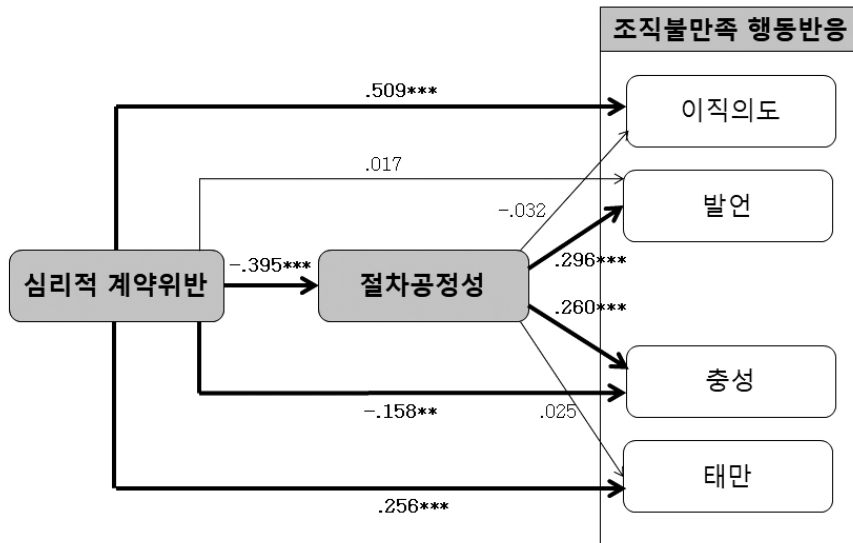 조직불만족 행동반응
.509***
이직의도
.017
발언
-.032
심리적 계약위반
-.395***
절차공정성
.296***
.260***
충성
-.158**
.025
태만
.256***